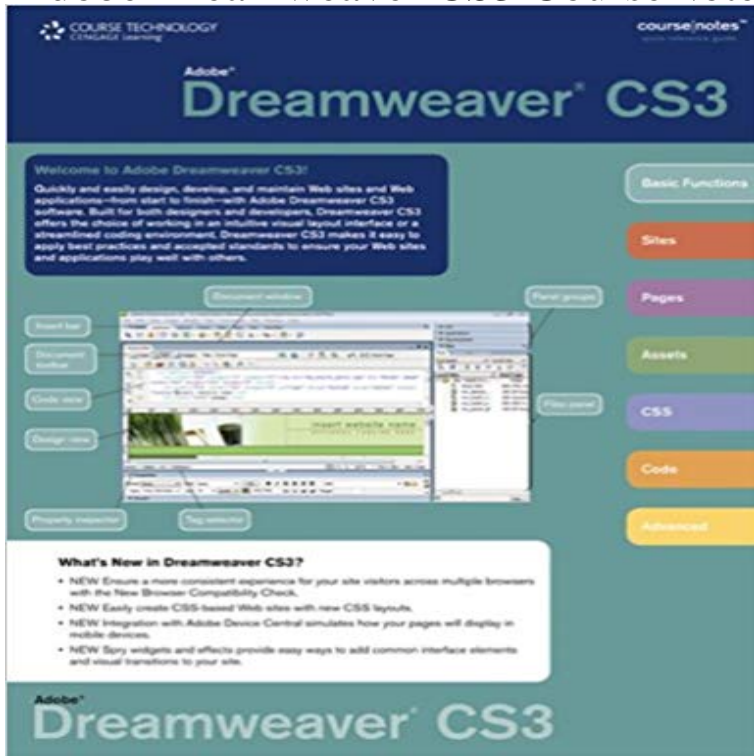 COURSE TECHNOLOGY
CENGAGE Learning
course|notes™
quick reference guide
Adobe®
Dreamweaver® CS3
Welcome to Adobe Dreamweaver CS3!
Quickly and easily design, develop, and maintain Web sites and Web
applications—from start to finish—with Adobe Dreamweaver CS3
software. Built for both designers and developers, Dreamweaver CS3
offers the choice of working in an intuitive visual layout interface or a
streamlined coding environment. Dreamweaver CS3 makes it easy to
apply best practices and accepted standards to ensure your Web sites
and applications play well with others.
Basic Functions
Sites
Pages
Assets
CSS
Code
Advanced
Document window
Panel groups
Insert bar
Document
toolbar
Code view
Design view
Files panel
insert website name
Property inspector
Tag selector
What's New in Dreamweaver CS3?
• NEW Ensure a more consistent experience for your site visitors across multiple browsers
with the New Browser Compatibility Check.
• NEW Easily create CSS-based Web sites with new CSS layouts.
• NEW Integration with Adobe Device Central simulates how your pages will display in
mobile devices.
• NEW Spry widgets and effects provide easy ways to add common interface elements
and visual transitions to your site.
Adobe®
Dreamweaver® CS3